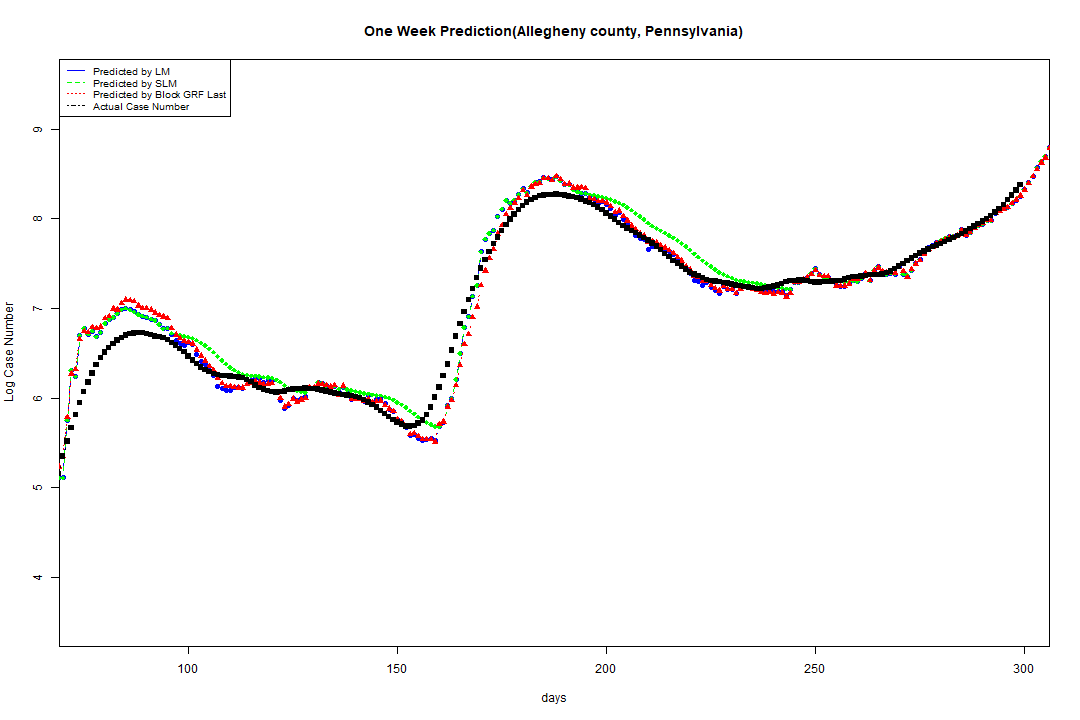 One Week Prediction(Allegheny county, Pennsylvania)
Predicted by LM
Predicted by SLM
Predicted by Block GRF Last
Actual Case Number
Log Case Number
9
8
7
6
5
4
100 150 200 250 300
days